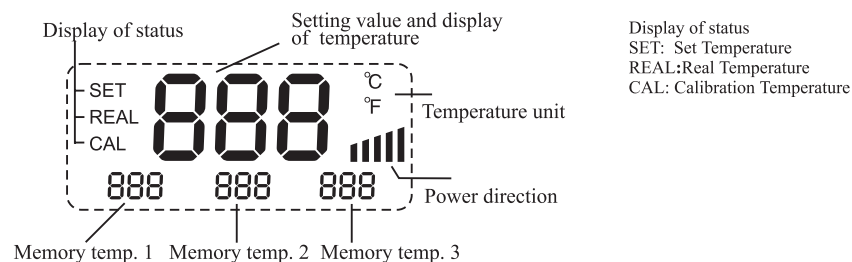 Display of status
Setting value and display
of temperature
SET
REAL
CAL
888
°C
°F
Temperature unit
Power direction
888 888 888
Memory temp. 1 Memory temp. 2 Memory temp. 3
Display of status
SET: Set Temperature
REAL:Real Temperature
CAL: Calibration Temperature